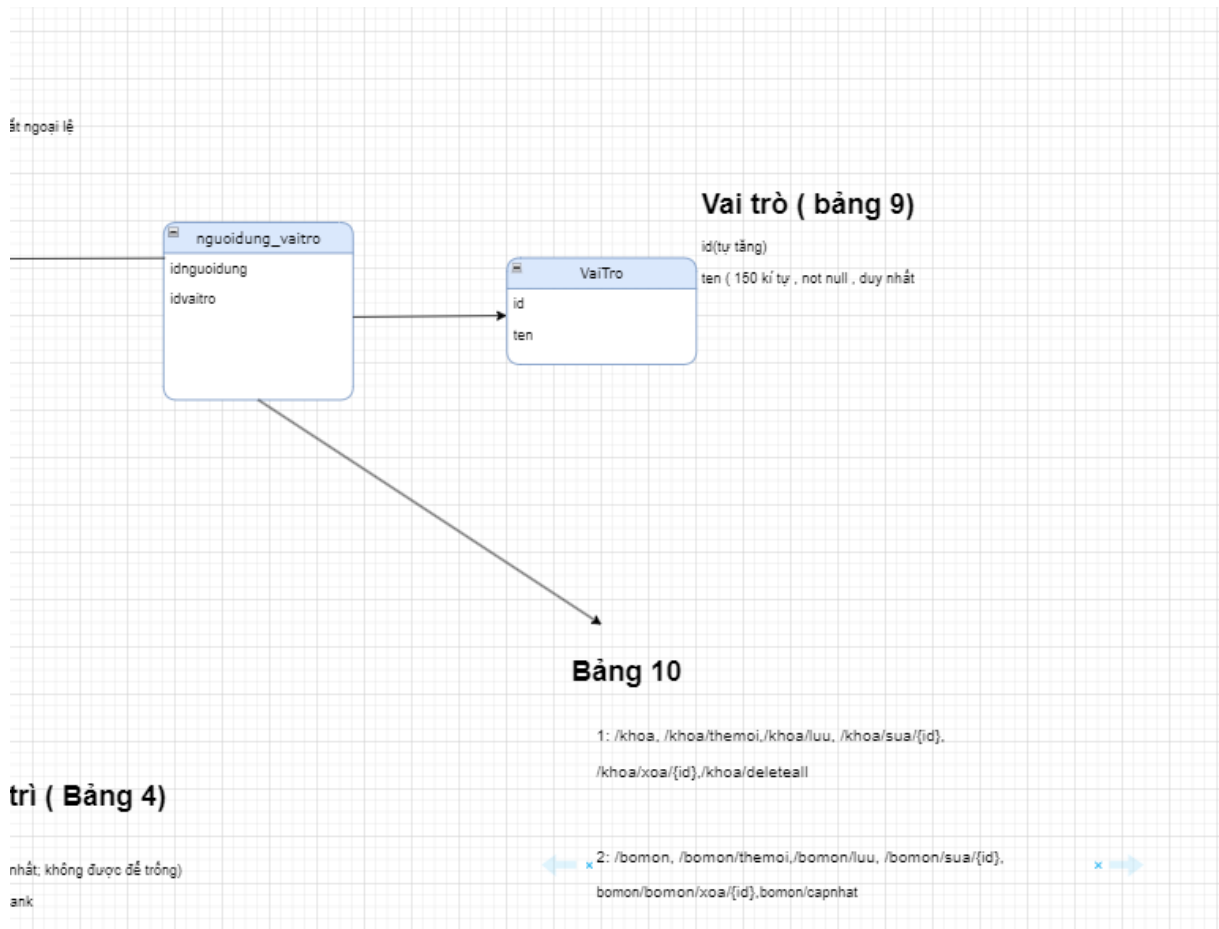 ất ngoại lệ
Vai trò ( bảng 9)
id(tự tăng)
ten ( 150 kí tự , not null , duy nhất
nguoidung_vaitro
idnguoidung
idvaitro
VaiTro
id
ten
Bảng 10
1: /khoa, /khoa/themoi,/khoa/luu, /khoa/sua/{id},
/khoa/xoa/{id},/khoa/deleteall
trì ( Bảng 4)
nhất; không được để trống)
ank
2: /bomon, /bomon/themoi,/bomon/luu, /bomon/sua/{id},
bomon/bomon/xoa/{id},bomon/capnhat